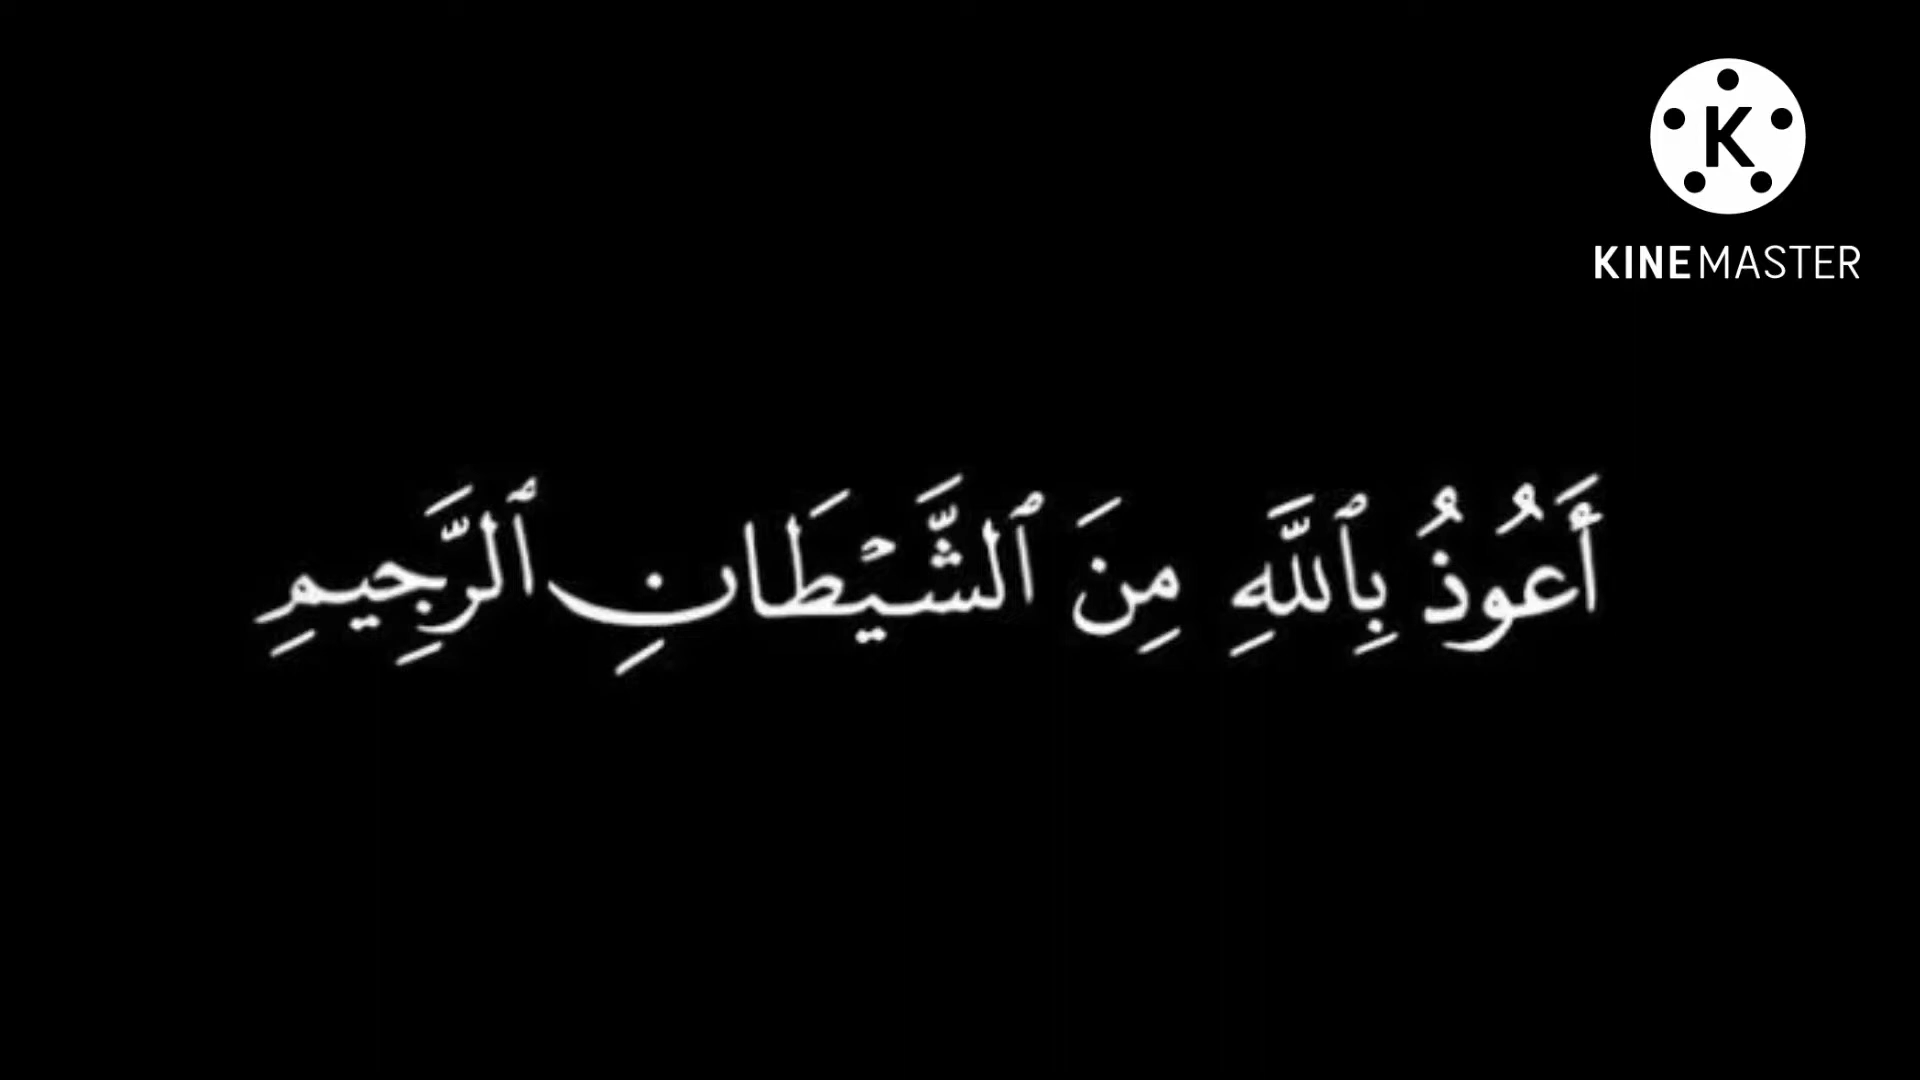 KINEMASTER
أَعُوذُ بِٱللَّهِ مِنَ ٱلشَّيۡطَانِ ٱلرَّجِيمِ